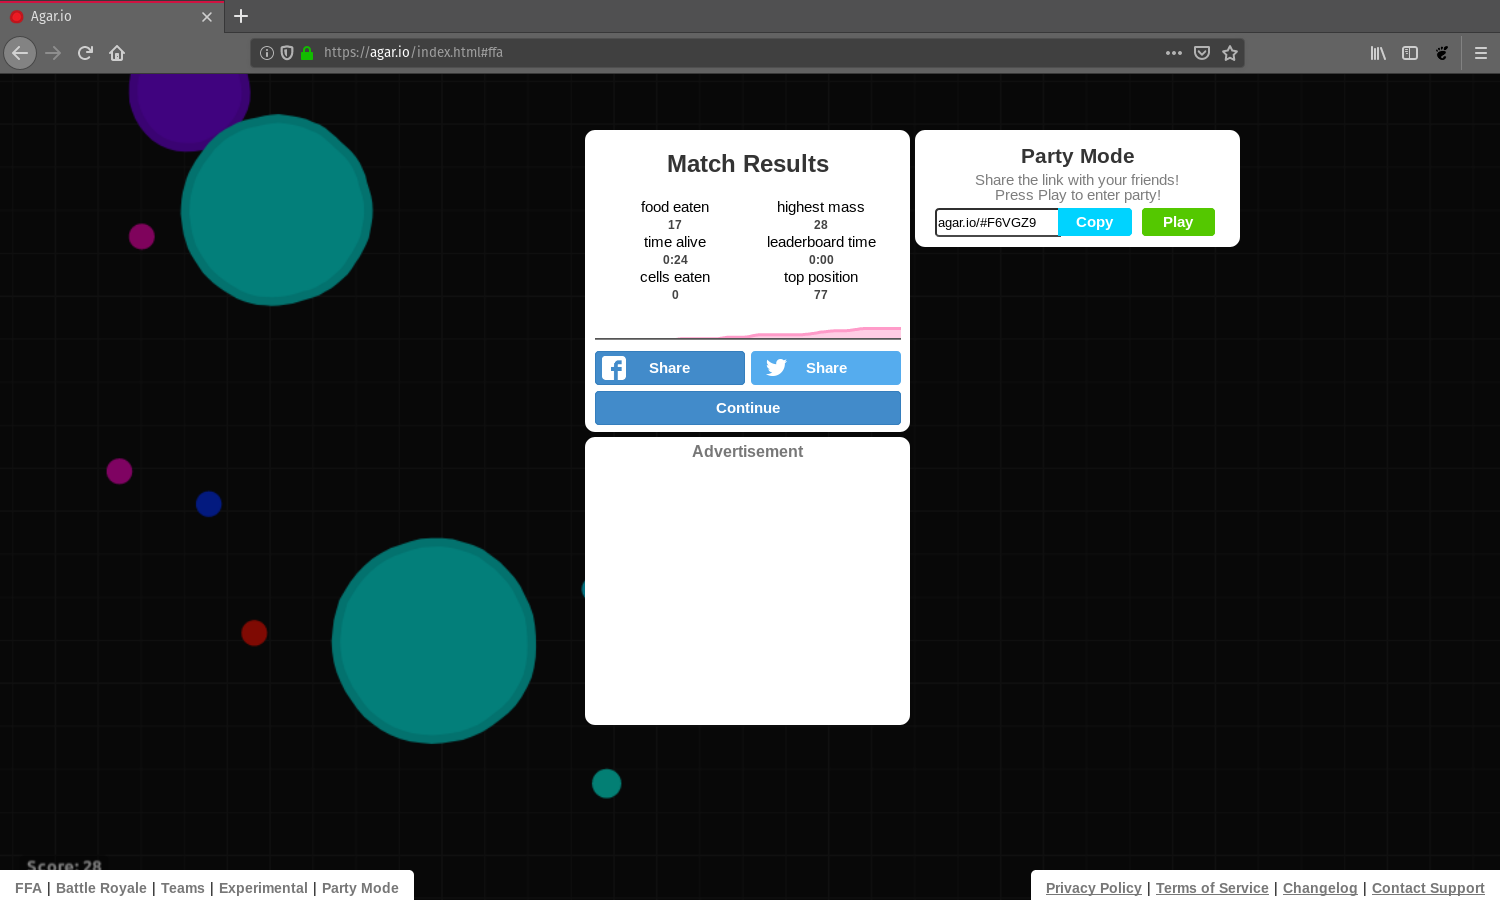 Agar.io
https://agar.io/index.html#ffa
Match Results
food eaten
17
highest mass
28
time alive
0:24
leaderboard time
0:00
cells eaten
0
top position
77
Share
Share
Continue
Advertisement
Party Mode
Share the link with your friends!
Press Play to enter party!
agar.io/#F6VGZ9
Copy
Play
Score: 28
FFA | Battle Royale | Teams | Experimental | Party Mode
Privacy Policy | Terms of Service | Changelog | Contact Support